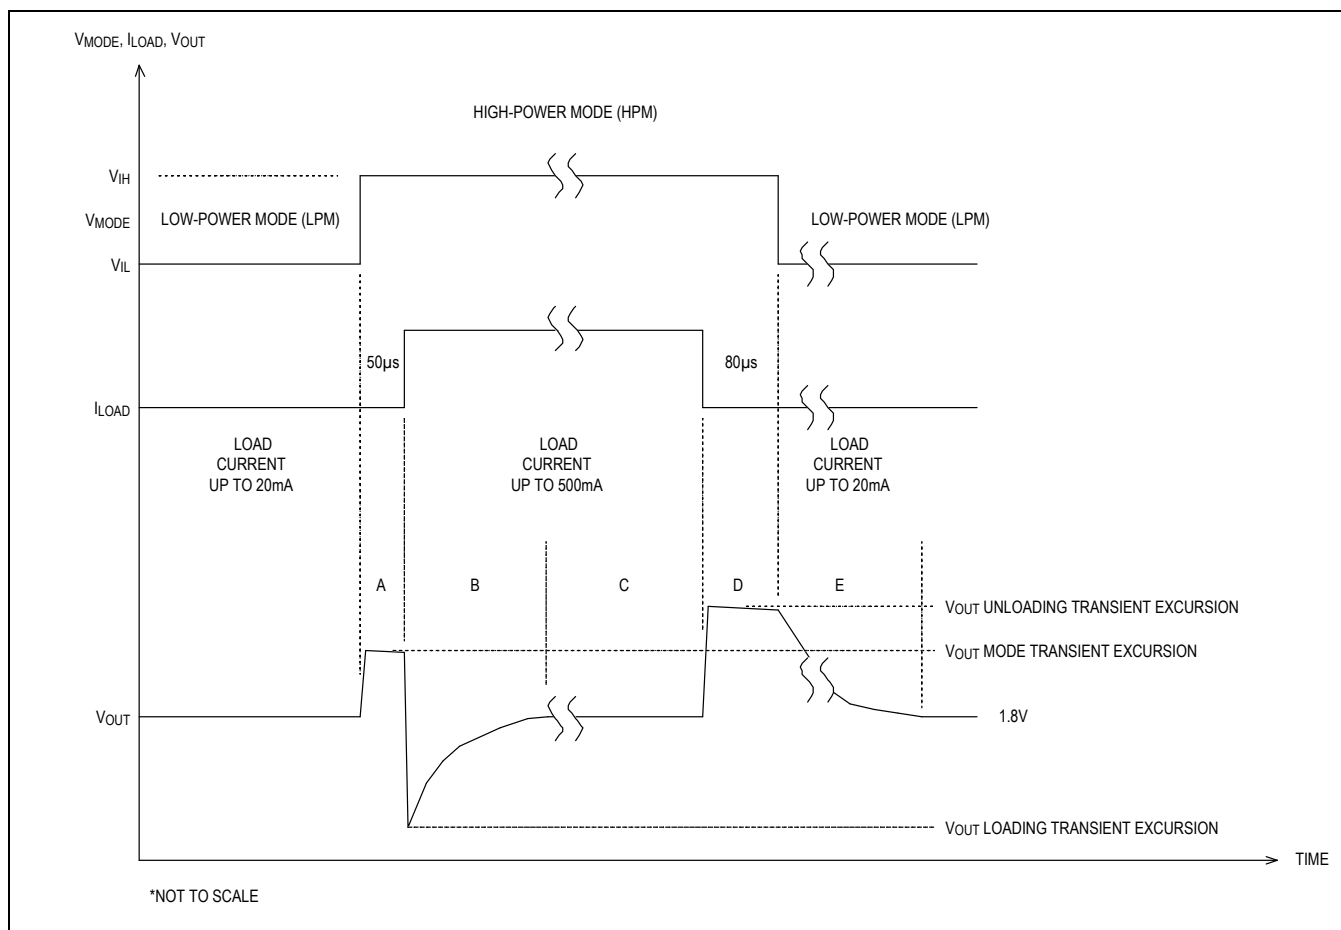 VMODE, ILOAD, VOUT
HIGH-POWER MODE (HPM)
VIH
VMODE
LOW-POWER MODE (LPM)
LOW-POWER MODE (LPM)
VIL
50µs
80µs
ILOAD
LOAD
CURRENT
UP TO 20mA
LOAD
CURRENT
UP TO 500mA
LOAD
CURRENT
UP TO 20mA
A
B
C
D
E
VOUT UNLOADING TRANSIENT EXCURSION
VOUT MODE TRANSIENT EXCURSION
VOUT
1.8V
VOUT LOADING TRANSIENT EXCURSION
TIME
*NOT TO SCALE